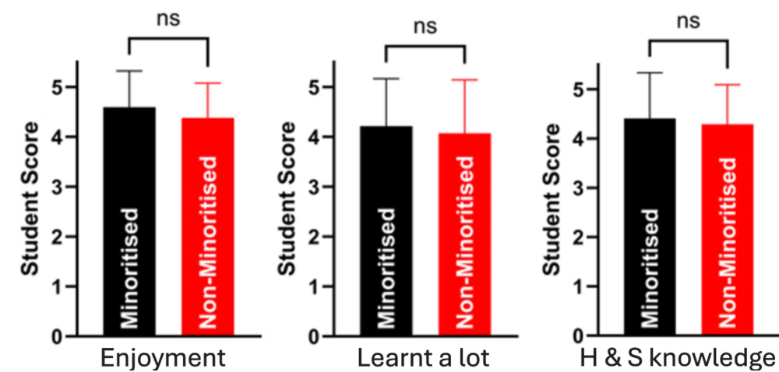 ns
Student Score
5
4
3
2
1
0
Minoritised
Non-Minoritised
Enjoyment
ns
Student Score
5
4
3
2
1
0
Minoritised
Non-Minoritised
Learnt a lot
ns
Student Score
5
4
3
2
1
0
Minoritised
Non-Minoritised
H & S knowledge